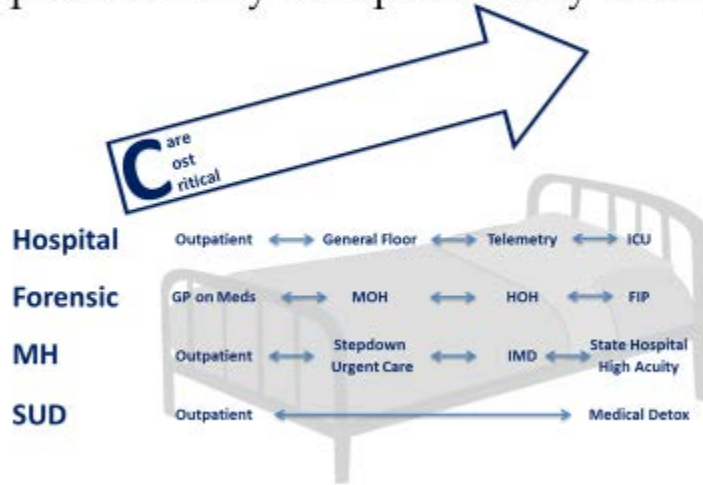 Care
Cost
Critical
Hospital Outpatient General Floor Telemetry ICU
Forensic GP on Meds MOH HOH FIP
MH Outpatient Stepdown Urgent Care IMD State Hospital High Acuity
SUD Outpatient Medical Detox